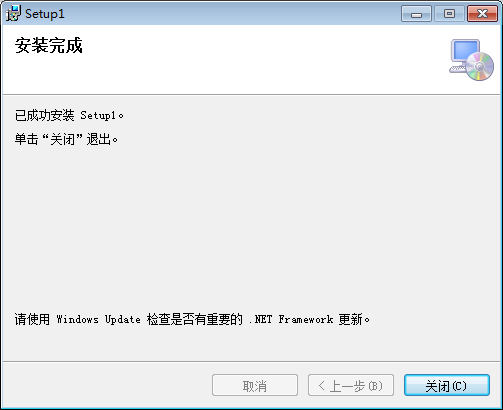 Setup1
安装完成
已成功安装 Setup1。
单击“关闭”退出。
请使用 Windows Update 检查是否有重要的 .NET Framework 更新。
取消
< 上一步(B)
关闭(C)